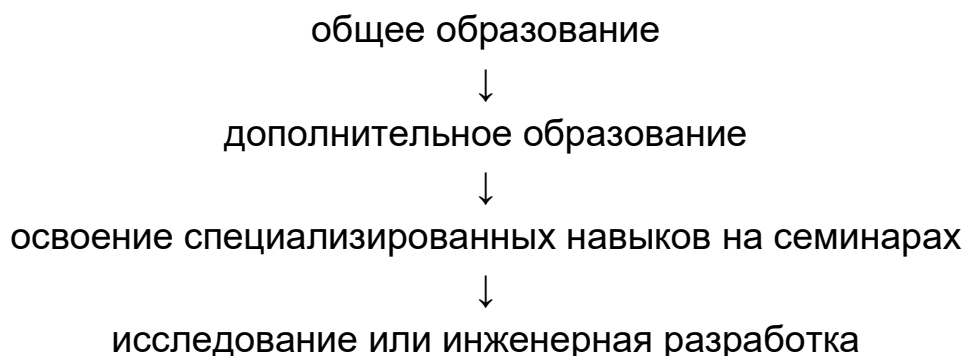 общее образование
↓
дополнительное образование
↓
освоение специализированных навыков на семинарах
↓
исследование или инженерная разработка